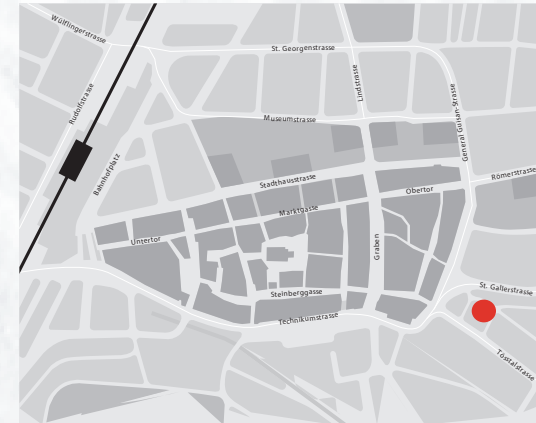 Wülflingerstrasse
St. Georgenstrasse
Lindstrasse
Rudolfstrasse
General Guisan-Strasse
Museumstrasse
Bahnhofplatz
Stadthausstrasse
Römerstrasse
Obertor
Marktgasse
Untertor
Graben
St. Gallerstrasse
Steinberggasse
Technikumstrasse
Tösstalstrasse